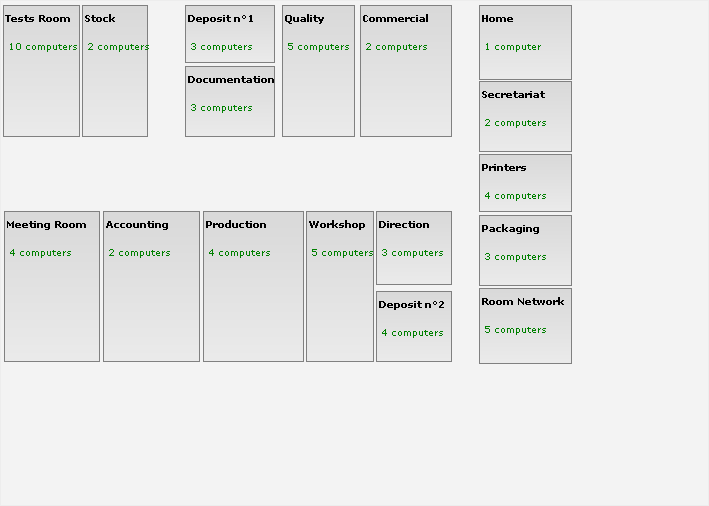 Tests Room
10 computers
Stock
2 computers
Deposit n°1
3 computers
Documentation
3 computers
Quality
5 computers
Commercial
2 computers
Home
1 computer
Secretariat
2 computers
Printers
4 computers
Packaging
3 computers
Room Network
5 computers
Meeting Room
4 computers
Accounting
2 computers
Production
4 computers
Workshop
5 computers
Direction
3 computers
Deposit n°2
4 computers